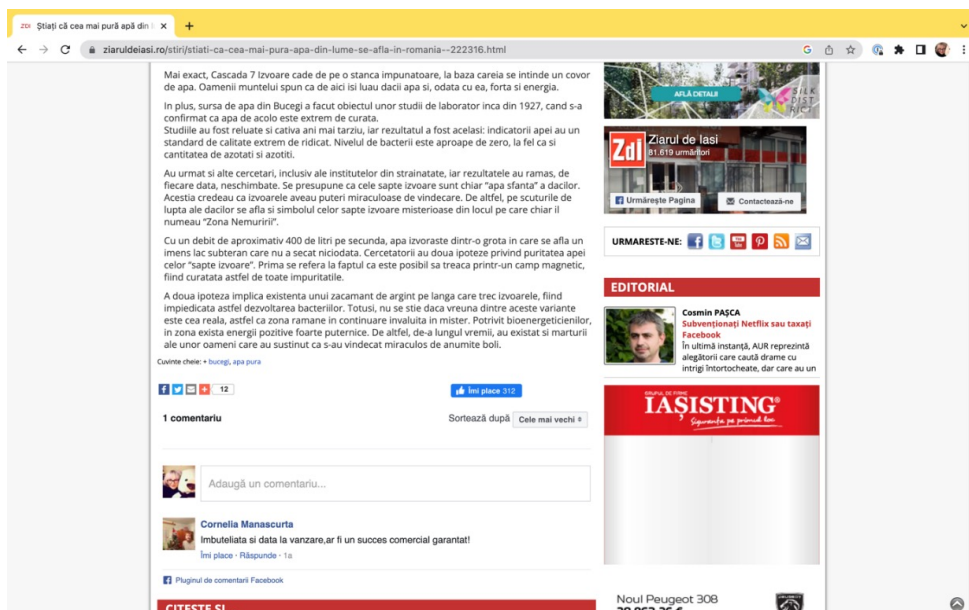 Știați că cea mai pură apă din
ziaruldeiasi.ro/stiri/stiati-ca-cea-mai-pura-apa-din-lume-se-afla-in-romania--222316.html
Mai exact, Cascada 7 Izvoare cade de pe o stanca impunatoare, la baza careia se intinde un covor
de apa. Oamenii muntelui spun ca de aici isi luau dacii apa si, odata cu ea, forta si energia.
In plus, sursa de apa din Bucegi a facut obiectul unor studii de laborator inca din 1927, cand s-a
confirmat ca apa de acolo este extrem de curata.
Studiile au fost reluate si cativa ani mai tarziu, iar rezultatul a fost acelasi: indicatorii apei au un
standard de calitate extrem de ridicat. Nivelul de bacterii este aproape de zero, la fel ca si
cantitatea de azotati si azotiti.
Au urmat si alte cercetari, inclusiv ale institutelor din strainatate, iar rezultatele au ramas, de
fiecare data, neschimbate. Se presupune ca cele sapte izvoare sunt chiar "apa sfanta" a dacilor.
Acestia credeau ca izvoarele aveau puteri miraculoase de vindecare. De altfel, pe scuturile de
lupta ale dacilor se afla si simbolul celor sapte izvoare misterioase din locul pe care chiar il
numeau "Zona Nemuririi".
Cu un debit de aproximativ 400 de litri pe secunda, apa izvoraste dintr-o grota in care se afla un
imens lac subteran care nu a secat niciodata. Cercetatorii au doua ipoteze privind puritatea apei
celor "sapte izvoare". Prima se refera la faptul ca este posibil sa treaca printr-un camp magnetic,
fiind curatata astfel de toate impuritatile.
A doua ipoteza implica existenta unui zacamant de argint pe langa care trec izvoarele, fiind
impiedicata astfel dezvoltarea bacteriilor. Totusi, nu se stie daca vreuna dintre aceste variante
este cea reala, astfel ca zona ramane in continuare invaluita in mister. Potrivit bioenergeticienilor,
in zona exista energii pozitive foarte puternice. De altfel, de-a lungul vremii, au existat si marturii
ale unor oameni care au sustinut ca s-au vindecat miraculos de anumite boli.
Cuvinte cheie: + bucegi, apa pura
12
Îmi place 312
1 comentariu
Sortează după Cele mai vechi
Adaugă un comentariu...
Cornelia Manascurta
Imbuteliata si data la vanzare,ar fi un succes comercial garantat!
Îmi place · Răspunde · 1a
Pluginul de comentarii Facebook
CITESTE SI
AFLĂ DETALII
SILK
DIST
RICT
Zdi
Ziarul de Iasi
81.619 urmăritori
Urmărește Pagina
Contactează-ne
URMARESTE-NE:
EDITORIAL
Cosmin PAȘCA
Subvenționați Netflix sau taxați
Facebook
În ultimă instanță, AUR reprezintă
alegătorii care caută drame cu
intrigi întortocheate, dar care au un
GRUPUL DE FIRME
IAȘISTING
Siguranța pe primul loc
Noul Peugeot 308